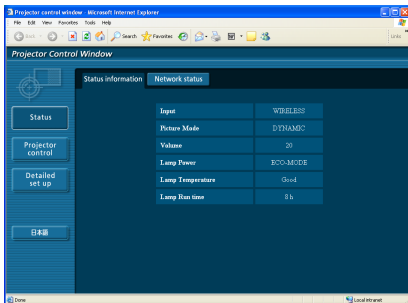 Projector control window - Microsoft Internet Explorer
File Edit View Favorites Tools Help
Back Search Favorites Links
Projector Control Window
Status information Network status
Status
Projector control
Detailed set up
日本語
Input WIRELESS
Picture Mode DYNAMIC
Volume 20
Lamp Power ECO-MODE
Lamp Temperature Good
Lamp Run time 8 h
Done Local intranet